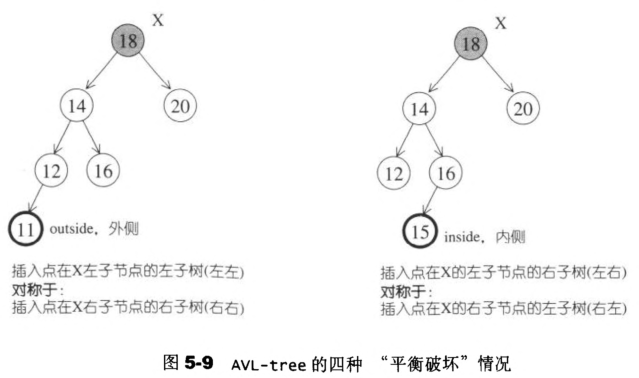 X
18
14
20
12
16
11
outside，外侧
插入点在X左子节点的左子树(左左)
对称于：
插入点在X右子节点的右子树(右右)
X
18
14
20
12
16
15
inside，内侧
插入点在X的左子节点的右子树(左右)
对称于：
插入点在X的右子节点的左子树(右左)
图 5-9 AVL-tree 的四种 “平衡破坏”情况